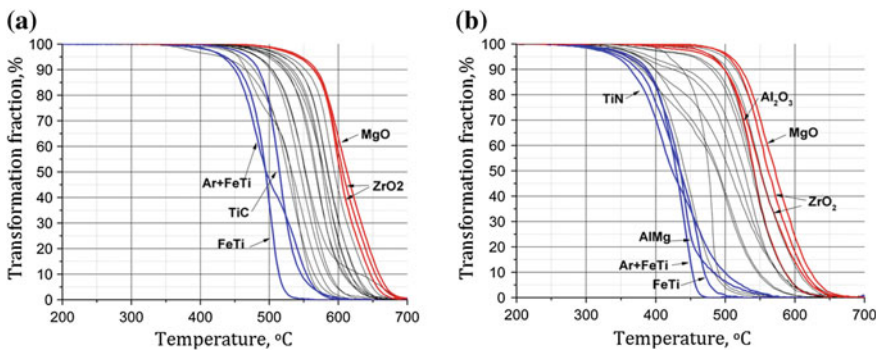 (a)
Transformation fraction, %
100
90
80
70
60
50
40
30
20
10
0
200 300 400 500 600 700
Temperature, °C
MgO
Ar+FeTi
ZrO2
TiC
FeTi
(b)
Transformation fraction, %
100
90
80
70
60
50
40
30
20
10
0
200 300 400 500 600 700
Temperature, °C
TiN
Al₂O₃
MgO
ZrO₂
AlMg
Ar+FeTi
FeTi